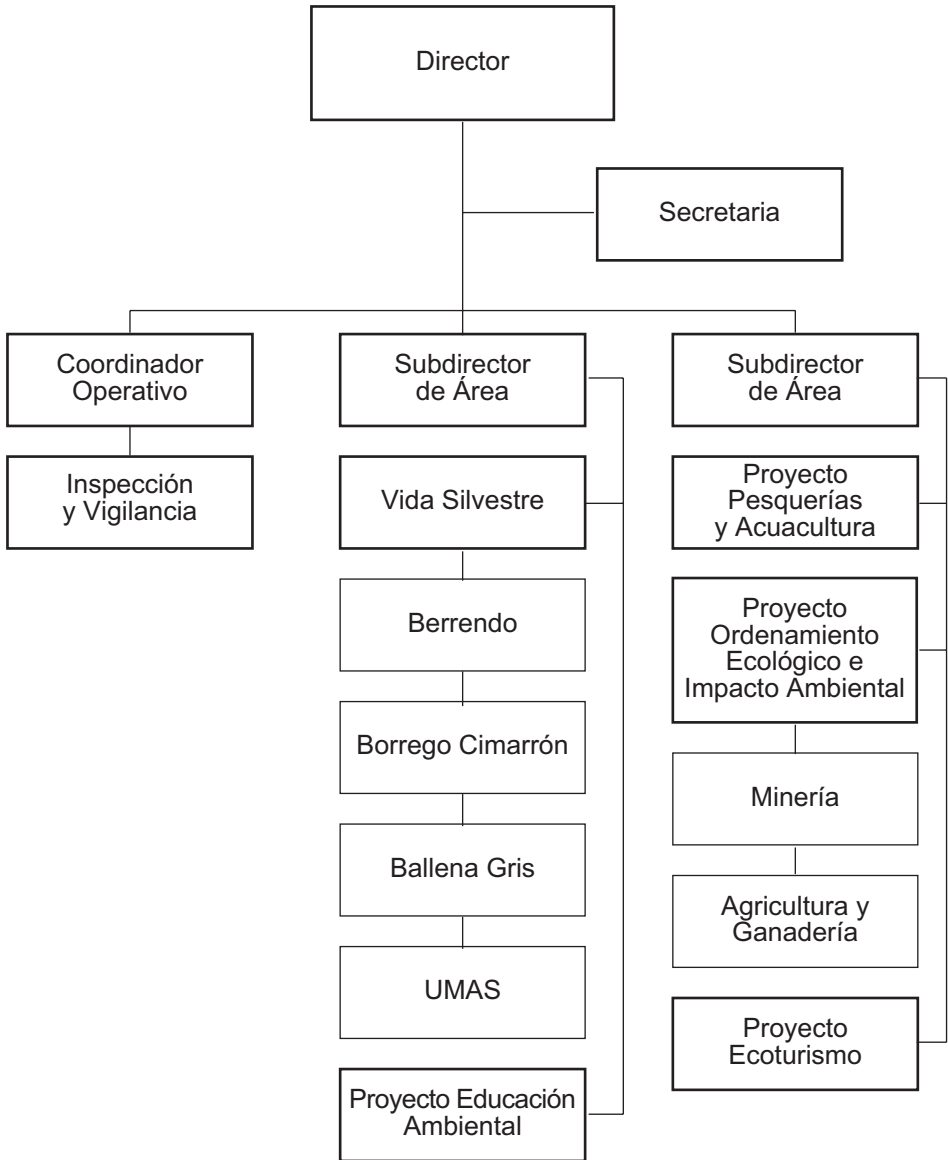 Director
Secretaria
Coordinador
Operativo
Inspección
y Vigilancia
Subdirector
de Área
Vida Silvestre
Berrendo
Borrego Cimarrón
Ballena Gris
UMAS
Proyecto Educación
Ambiental
Subdirector
de Área
Proyecto
Pesquerías
y Acuacultura
Proyecto
Ordenamiento
Ecológico e
Impacto Ambiental
Minería
Agricultura y
Ganadería
Proyecto
Ecoturismo